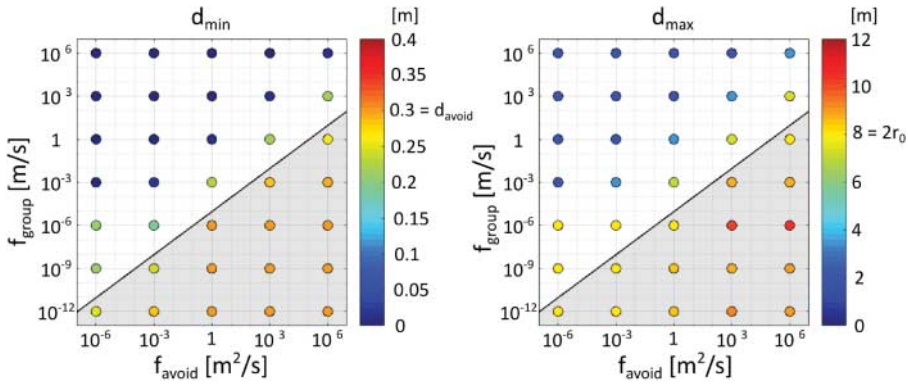 d_min
[m]
10^6
10^3
1
10^-3
10^-6
10^-9
10^-12
f_group [m/s]
10^-6 10^-3 1 10^3 10^6
f_avoid [m^2/s]
0.4
0.35
0.3 = d_avoid
0.25
0.2
0.15
0.1
0.05
0
d_max
[m]
10^6
10^3
1
10^-3
10^-6
10^-9
10^-12
f_group [m/s]
10^-6 10^-3 1 10^3 10^6
f_avoid [m^2/s]
12
10
8 = 2r_0
6
4
2
0